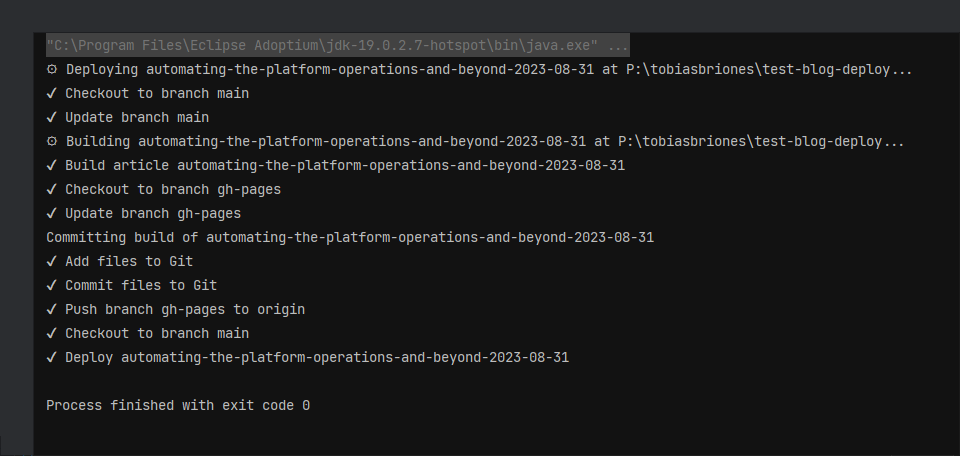 "C:\Program Files\Eclipse Adoptium\jdk-19.0.2.7-hotspot\bin\java.exe" ...
⚙ Deploying automating-the-platform-operations-and-beyond-2023-08-31 at P:\tobiasbriones\test-blog-deploy...
✔ Checkout to branch main
✔ Update branch main
⚙ Building automating-the-platform-operations-and-beyond-2023-08-31 at P:\tobiasbriones\test-blog-deploy...
✔ Build article automating-the-platform-operations-and-beyond-2023-08-31
✔ Checkout to branch gh-pages
✔ Update branch gh-pages
Committing build of automating-the-platform-operations-and-beyond-2023-08-31
✔ Add files to Git
✔ Commit files to Git
✔ Push branch gh-pages to origin
✔ Checkout to branch main
✔ Deploy automating-the-platform-operations-and-beyond-2023-08-31
Process finished with exit code 0